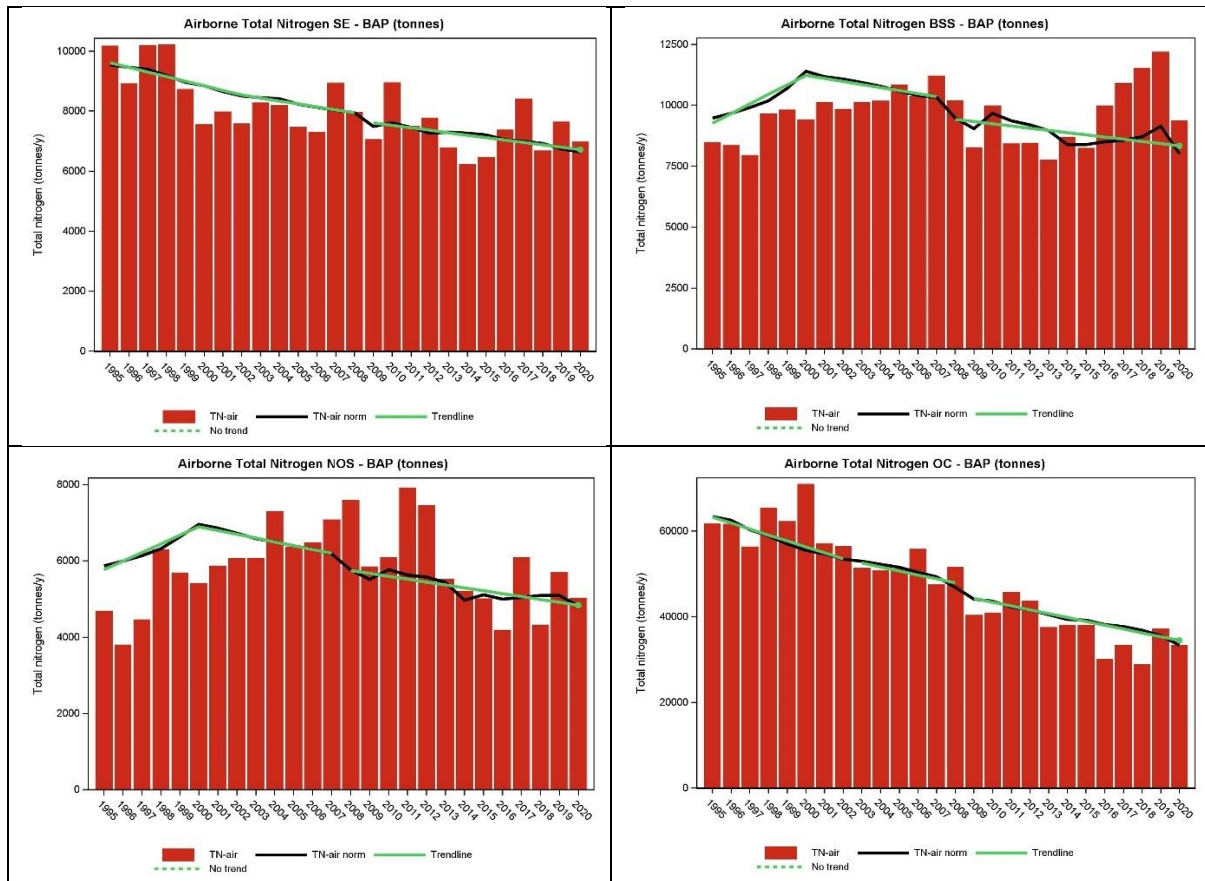 Airborne Total Nitrogen SE - BAP (tonnes)
Total nitrogen (tonnes/y)
10000
8000
6000
4000
2000
0
1995 1996 1997 1998 1999 2000 2001 2002 2003 2004 2005 2006 2007 2008 2009 2010 2011 2012 2013 2014 2015 2016 2017 2018 2019 2020
TN-air TN-air norm Trendline
No trend
Airborne Total Nitrogen BSS - BAP (tonnes)
Total nitrogen (tonnes/y)
12500
10000
7500
5000
2500
0
1995 1996 1997 1998 1999 2000 2001 2002 2003 2004 2005 2006 2007 2008 2009 2010 2011 2012 2013 2014 2015 2016 2017 2018 2019 2020
TN-air TN-air norm Trendline
No trend
Airborne Total Nitrogen NOS - BAP (tonnes)
Total nitrogen (tonnes/y)
8000
6000
4000
2000
0
1995 1996 1997 1998 1999 2000 2001 2002 2003 2004 2005 2006 2007 2008 2009 2010 2011 2012 2013 2014 2015 2016 2017 2018 2019 2020
TN-air TN-air norm Trendline
No trend
Airborne Total Nitrogen OC - BAP (tonnes)
Total nitrogen (tonnes/y)
60000
40000
20000
0
1995 1996 1997 1998 1999 2000 2001 2002 2003 2004 2005 2006 2007 2008 2009 2010 2011 2012 2013 2014 2015 2016 2017 2018 2019 2020
TN-air TN-air norm Trendline
No trend